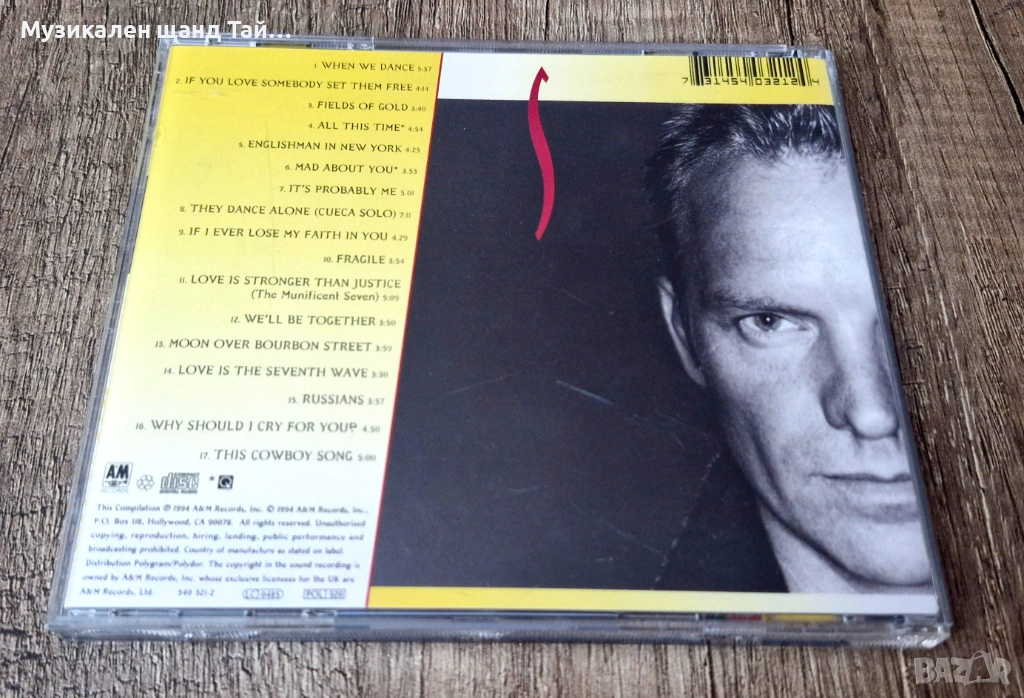 Музикален щанд Тай...
1. WHEN WE DANCE 5:57
2. IF YOU LOVE SOMEBODY SET THEM FREE 4:14
3. FIELDS OF GOLD 3:40
4. ALL THIS TIME* 4:54
5. ENGLISHMAN IN NEW YORK 4:25
6. MAD ABOUT YOU* 3:53
7. IT'S PROBABLY ME 5:01
8. THEY DANCE ALONE (CUECA SOLO) 7:11
9. IF I EVER LOSE MY FAITH IN YOU 4:29
10. FRAGILE 3:54
11. LOVE IS STRONGER THAN JUSTICE
(The Munificent Seven) 5:09
12. WE'LL BE TOGETHER 3:50
13. MOON OVER BOURBON STREET 3:59
14. LOVE IS THE SEVENTH WAVE 3:30
15. RUSSIANS 3:57
16. WHY SHOULD I CRY FOR YOU? 4.50
17. THIS COWBOY SONG 5:00
7 31454 03212 4
A&M
RECORDS
COMPACT
disc
DIGITAL AUDIO
* Q
This Compilation ℗ 1994 A&M Records, Inc. © 1994 A&M Records, Inc.,
P.O. Box 118, Hollywood, CA 90078. All rights reserved. Unauthorized
copying, reproduction, hiring, lending, public performance and
broadcasting prohibited. Country of manufacture as stated on label.
Distribution Polygram/Polydor. The copyright in the sound recording is
owned by A&M Records, Inc. whose exclusive licensees for the UK are
A&M Records, Ltd. 540 321-2 LC 0485 POL 320
BAZAR